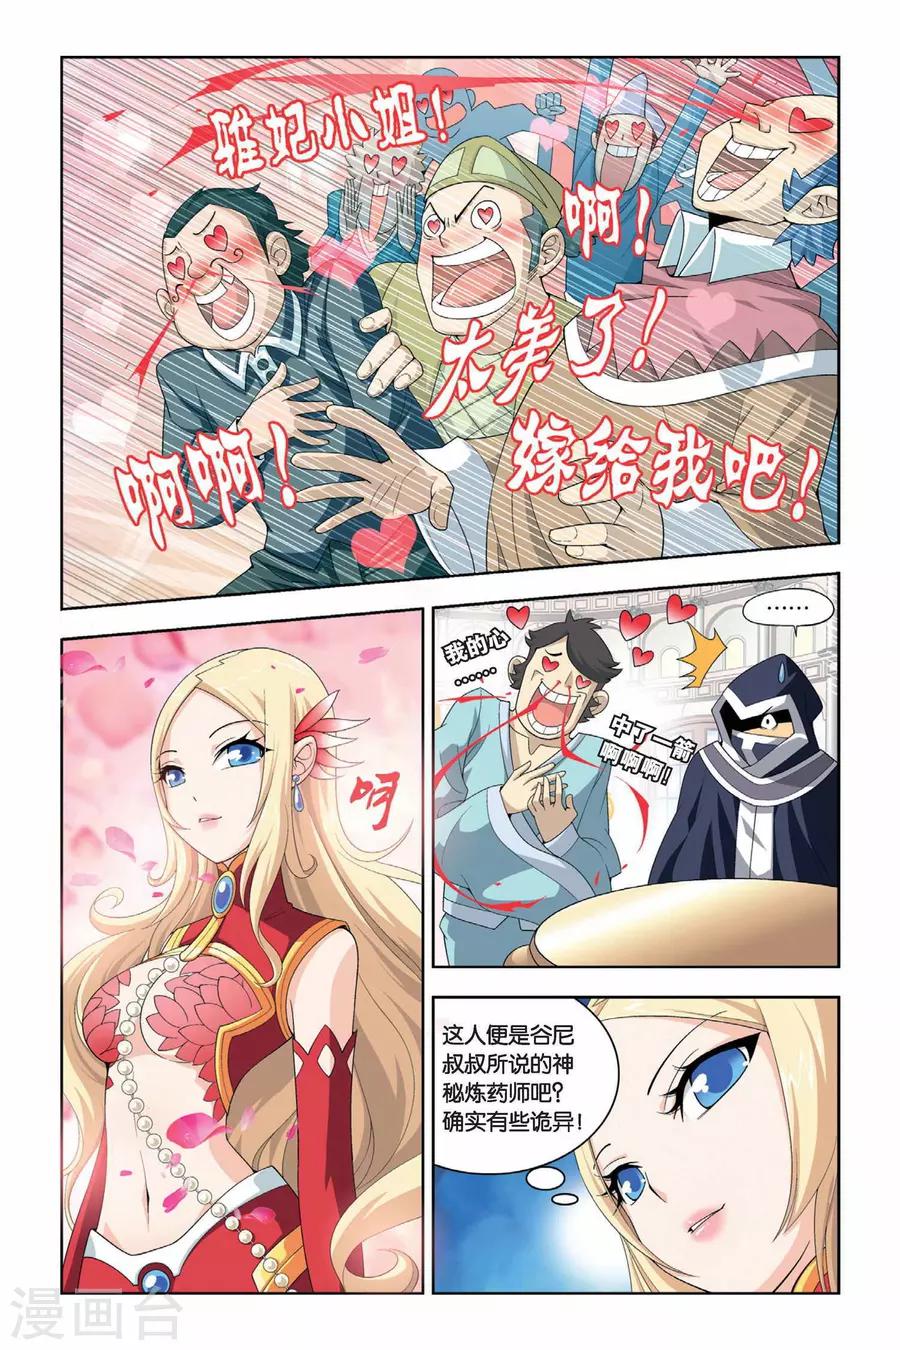 雅妃小姐！
啊！
太美了！
嫁给我吧！
啊啊！
啊
我的心
……
中了一箭
啊啊啊！
……
这人便是谷尼
叔叔所说的神
秘炼药师吧？
确实有些诡异！
漫画台